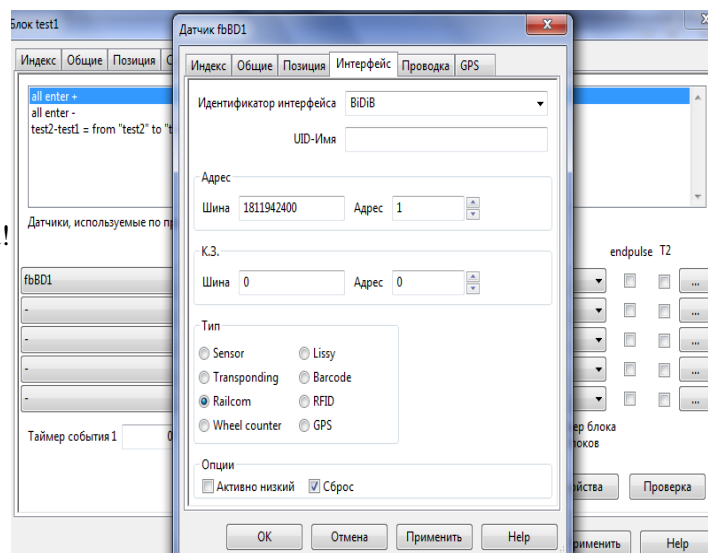 Блок test1
Индекс Общие Позиция
all enter +
all enter -
test2-test1 = from "test2" to "t
Датчики, используемые по п
!
fbBD1
-
-
-
-
Таймер события 1 0
Датчик fbBD1
Индекс Общие Позиция Интерфейс Проводка GPS
Идентификатор интерфейса BiDiB
UID-Имя
Адрес
Шина 1811942400 Адрес 1
К.З.
Шина 0 Адрес 0
Тип
Sensor Lissy
Transponding Barcode
Railcom RFID
Wheel counter GPS
Опции
Активно низкий Сброс
OK Отмена Применить Help
endpulse T2
...
...
...
...
...
ер блока
локов
йства Проверка
рименить Help